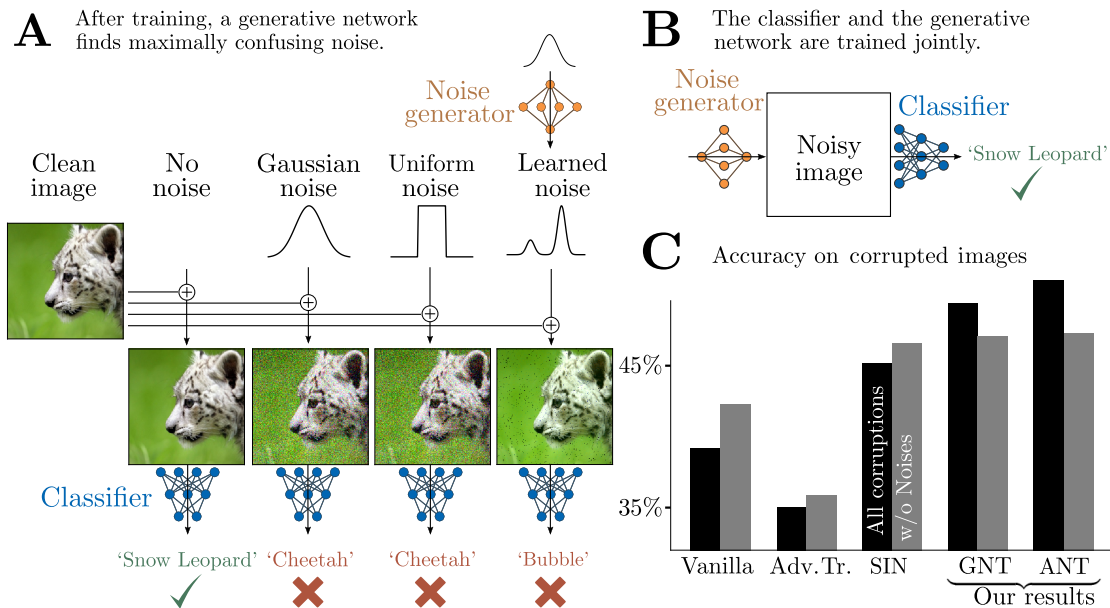 A
After training, a generative network
finds maximally confusing noise.
Noise
generator
Clean
image
No
noise
Gaussian
noise
Uniform
noise
Learned
noise
Classifier
‘Snow Leopard’
‘Cheetah’
‘Cheetah’
‘Bubble’
B
The classifier and the generative
network are trained jointly.
Noise
generator
Noisy
image
Classifier
‘Snow Leopard’
C
Accuracy on corrupted images
45%
35%
All corruptions
w/o Noises
Vanilla
Adv.Tr.
SIN
GNT
ANT
Our results